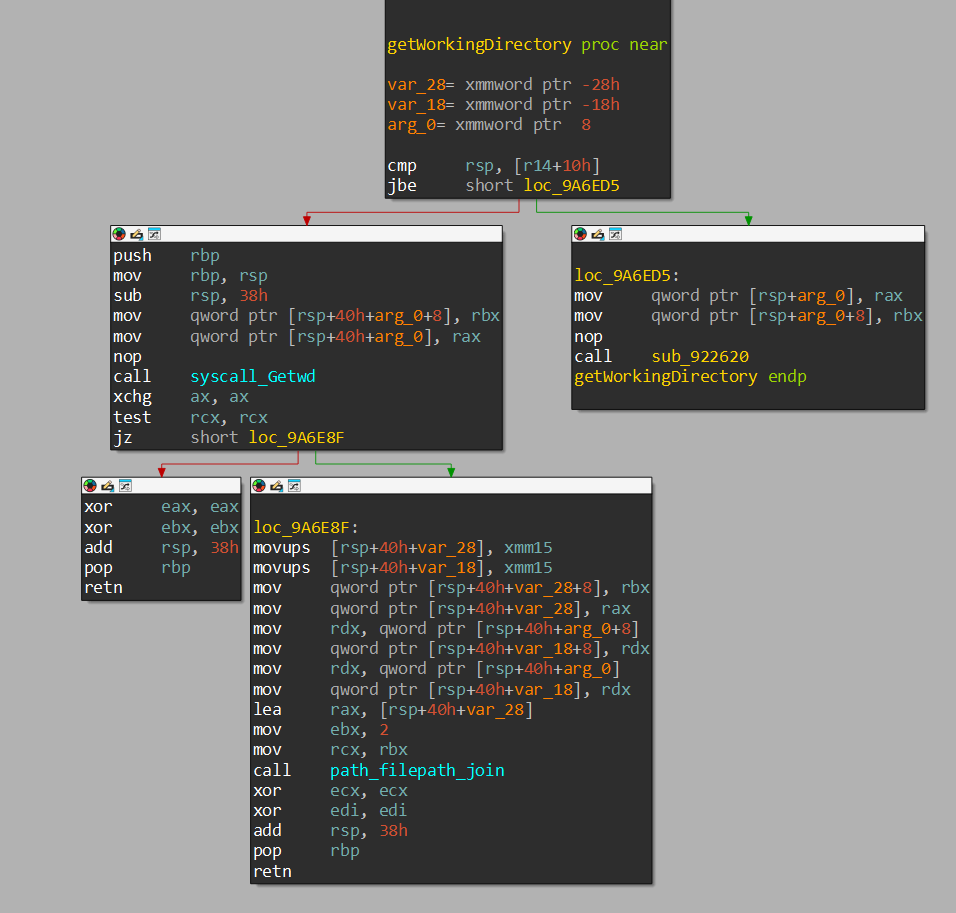 getWorkingDirectory proc near
var_28= xmmword ptr -28h
var_18= xmmword ptr -18h
arg_0= xmmword ptr  8
cmp     rsp, [r14+10h]
jbe     short loc_9A6ED5
push    rbp
mov     rbp, rsp
sub     rsp, 38h
mov     qword ptr [rsp+40h+arg_0+8], rbx
mov     qword ptr [rsp+40h+arg_0], rax
nop
call    syscall_Getwd
xchg    ax, ax
test    rcx, rcx
jz      short loc_9A6E8F
loc_9A6ED5:
mov     qword ptr [rsp+arg_0], rax
mov     qword ptr [rsp+arg_0+8], rbx
nop
call    sub_922620
getWorkingDirectory endp
xor     eax, eax
xor     ebx, ebx
add     rsp, 38h
pop     rbp
retn
loc_9A6E8F:
movups  [rsp+40h+var_28], xmm15
movups  [rsp+40h+var_18], xmm15
mov     qword ptr [rsp+40h+var_28+8], rbx
mov     qword ptr [rsp+40h+var_28], rax
mov     rdx, qword ptr [rsp+40h+arg_0+8]
mov     qword ptr [rsp+40h+var_18+8], rdx
mov     rdx, qword ptr [rsp+40h+arg_0]
mov     qword ptr [rsp+40h+var_18], rdx
lea     rax, [rsp+40h+var_28]
mov     ebx, 2
mov     rcx, rbx
call    path_filepath_join
xor     ecx, ecx
xor     edi, edi
add     rsp, 38h
pop     rbp
retn